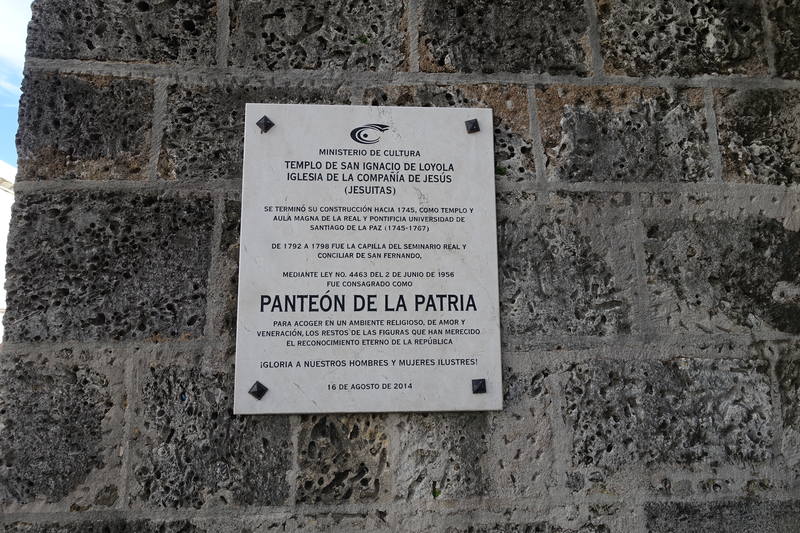 MINISTERIO DE CULTURA
TEMPLO DE SAN IGNACIO DE LOYOLA
IGLESIA DE LA COMPAÑÍA DE JESÚS
(JESUITAS)
SE TERMINÓ SU CONSTRUCCIÓN HACIA 1745, COMO TEMPLO Y
AULA MAGNA DE LA REAL Y PONTIFICIA UNIVERSIDAD DE
SANTIAGO DE LA PAZ (1745-1767)
DE 1792 A 1798 FUE LA CAPILLA DEL SEMINARIO REAL Y
CONCILIAR DE SAN FERNANDO,
MEDIANTE LEY NO. 4463 DEL 2 DE JUNIO DE 1956
FUE CONSAGRADO COMO
PANTEÓN DE LA PATRIA
PARA ACOGER EN UN AMBIENTE RELIGIOSO, DE AMOR Y
VENERACIÓN, LOS RESTOS DE LAS FIGURAS QUE HAN MERECIDO
EL RECONOCIMIENTO ETERNO DE LA REPÚBLICA
¡GLORIA A NUESTROS HOMBRES Y MUJERES ILUSTRES!
16 DE AGOSTO DE 2014